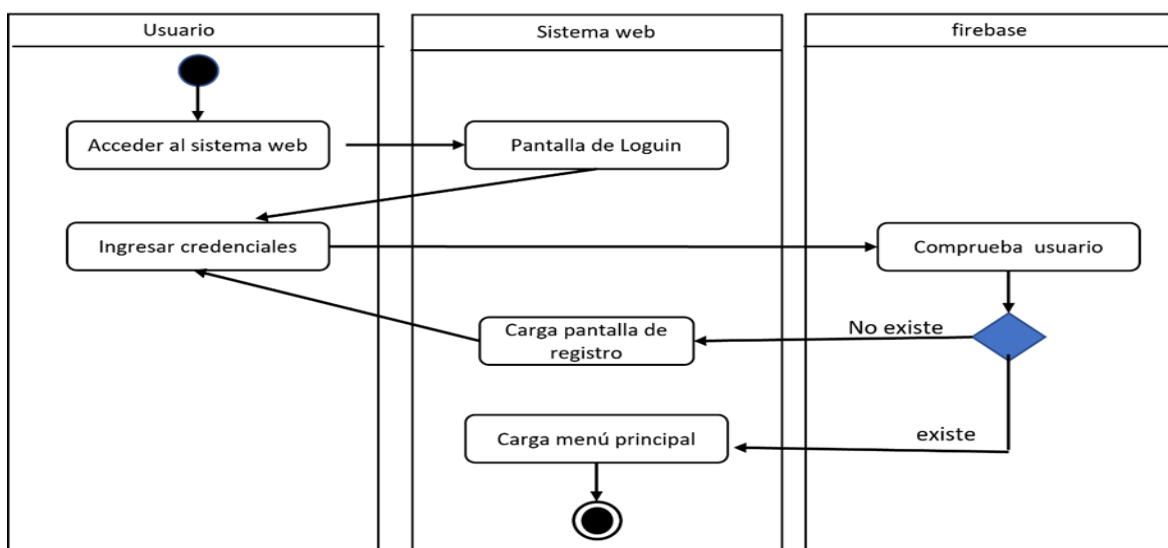 Usuario
Sistema web
firebase
Acceder al sistema web
Pantalla de Loguin
Ingresar credenciales
Comprueba usuario
Carga pantalla de
registro
No existe
Carga menú principal
existe